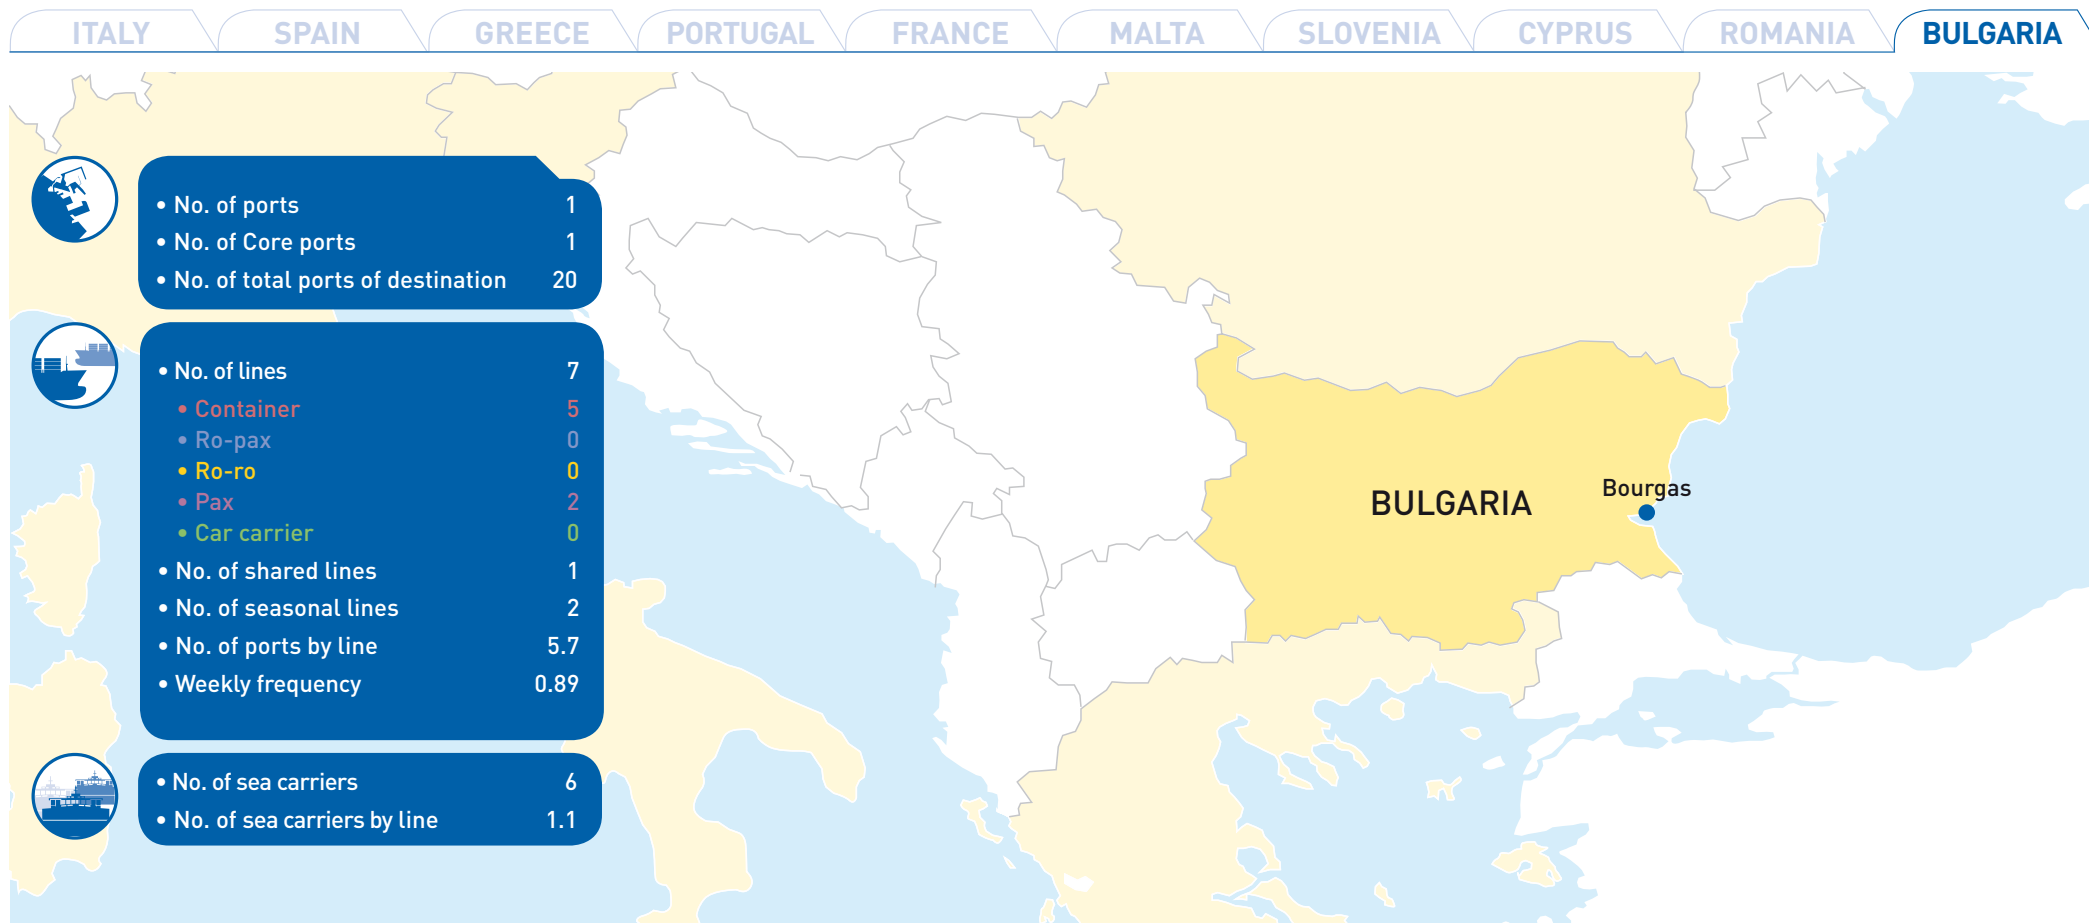 ITALY SPAIN GREECE PORTUGAL FRANCE MALTA SLOVENIA CYPRUS ROMANIA BULGARIA
• No. of ports 1
• No. of Core ports 1
• No. of total ports of destination 20
• No. of lines 7
• Container 5
• Ro-pax 0
• Ro-ro 0
• Pax 2
• Car carrier 0
• No. of shared lines 1
• No. of seasonal lines 2
• No. of ports by line 5.7
• Weekly frequency 0.89
• No. of sea carriers 6
• No. of sea carriers by line 1.1
Bourgas
BULGARIA